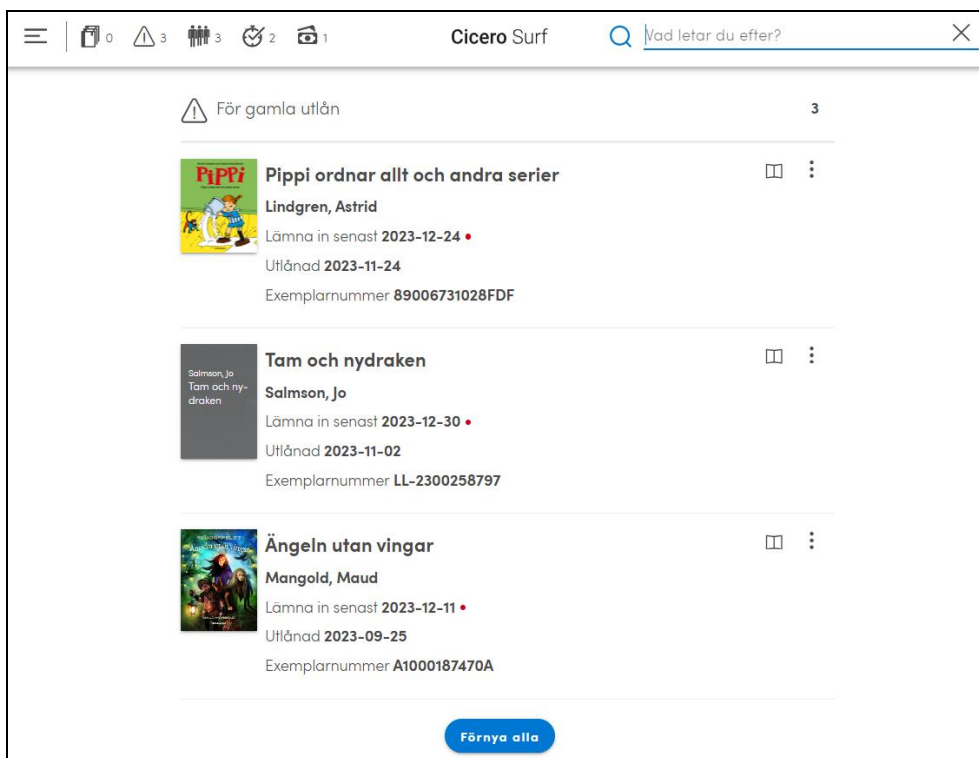 0 3 3 2 1 Cicero Surf Vad letar du efter?
För gamla utlån 3
PiPPi
Pippi ordnar allt och andra serier
Lindgren, Astrid
Lämna in senast 2023-12-24
Utlånad 2023-11-24
Exemplarnummer 89006731028FDF
Salmson, Jo
Tam och ny-
draken
Tam och nydraken
Salmson, Jo
Lämna in senast 2023-12-30
Utlånad 2023-11-02
Exemplarnummer LL-2300258797
Ängeln utan vingar
Mangold, Maud
Lämna in senast 2023-12-11
Utlånad 2023-09-25
Exemplarnummer A1000187470A
Förnya alla